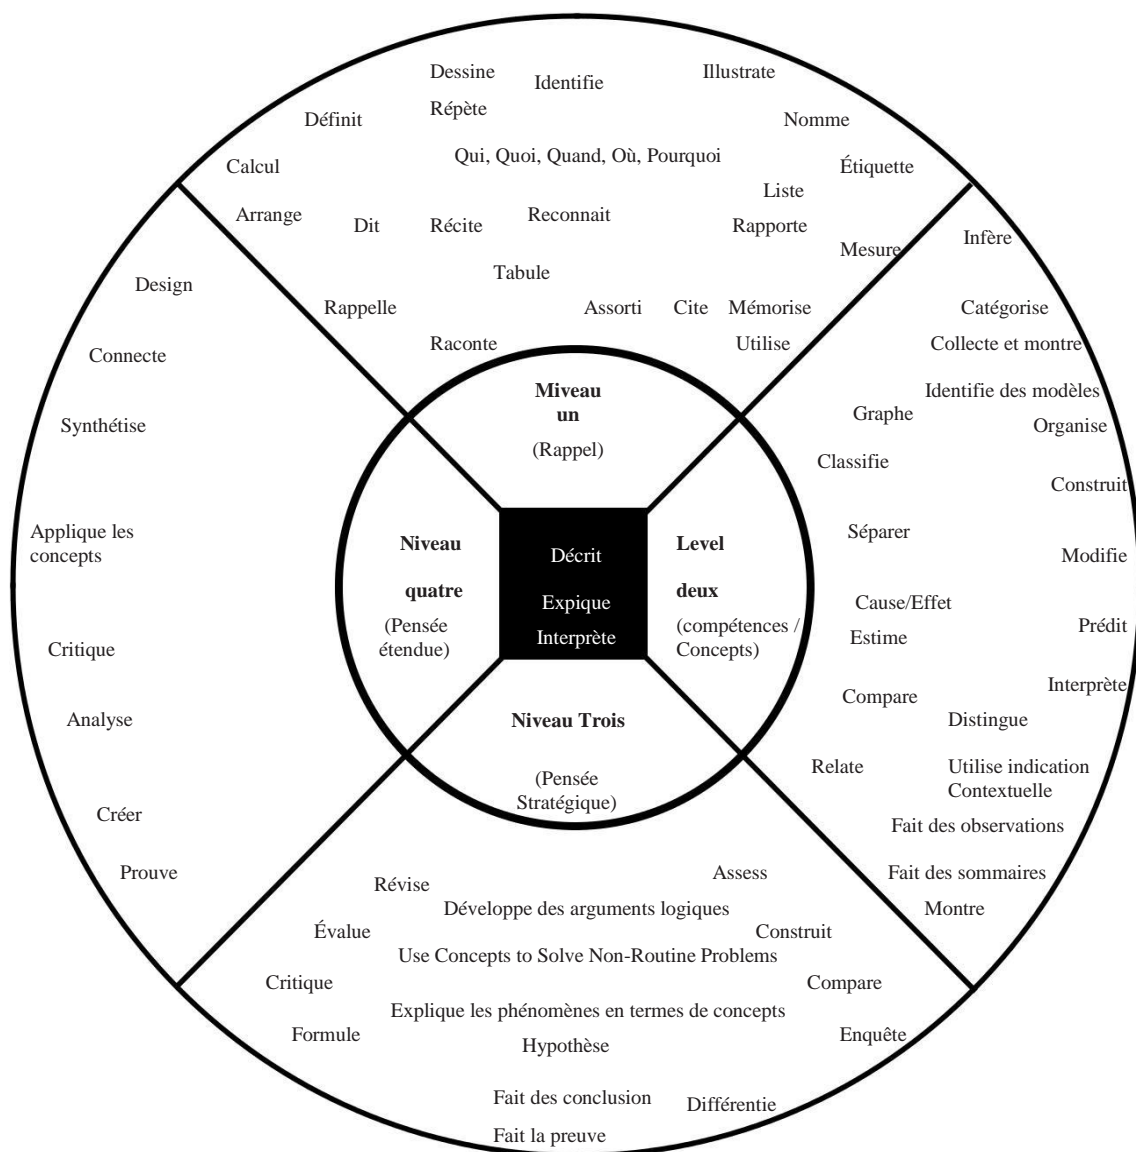 Dessine
Identifie
Illustrate
Répète
Définit
Nomme
Qui, Quoi, Quand, Où, Pourquoi
Calcul
Étiquette
Liste
Arrange
Dit
Récite
Reconnait
Rapporte
Mesure
Tabule
Rappelle
Assorti
Cite
Mémorise
Raconte
Utilise
Miveau
un
(Rappel)
Infère
Catégorise
Collecte et montre
Identifie des modèles
Graphe
Organise
Classifie
Construit
Séparer
Modifie
Cause/Effet
Prédit
Estime
Interprète
Compare
Distingue
Relate
Utilise indication
Contextuelle
Fait des observations
Fait des sommaires
Montre
Level
deux
(compétences /
Concepts)
Décrit
Expique
Interprète
Niveau
quatre
(Pensée
étendue)
Design
Connecte
Synthétise
Applique les
concepts
Critique
Analyse
Créer
Prouve
Niveau Trois
(Pensée
Stratégique)
Assess
Révise
Développe des arguments logiques
Évalue
Construit
Use Concepts to Solve Non-Routine Problems
Critique
Compare
Explique les phénomènes en termes de concepts
Formule
Enquête
Hypothèse
Fait des conclusion
Différentie
Fait la preuve